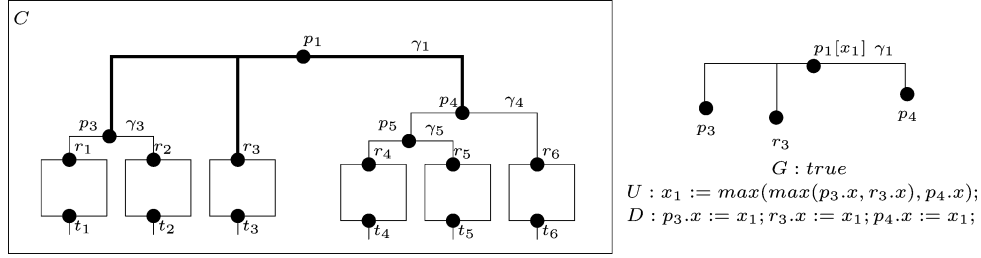 C
p₁ γ₁
p₄ γ₄
p₃ γ₃ p₅ γ₅
r₁ r₂ r₃ r₄ r₅ r₆
t₁ t₂ t₃ t₄ t₅ t₆
p₁[x₁] γ₁
p₃ r₃ p₄
G : true
U : x₁ := max(max(p₃.x, r₃.x), p₄.x);
D : p₃.x := x₁; r₃.x := x₁; p₄.x := x₁;